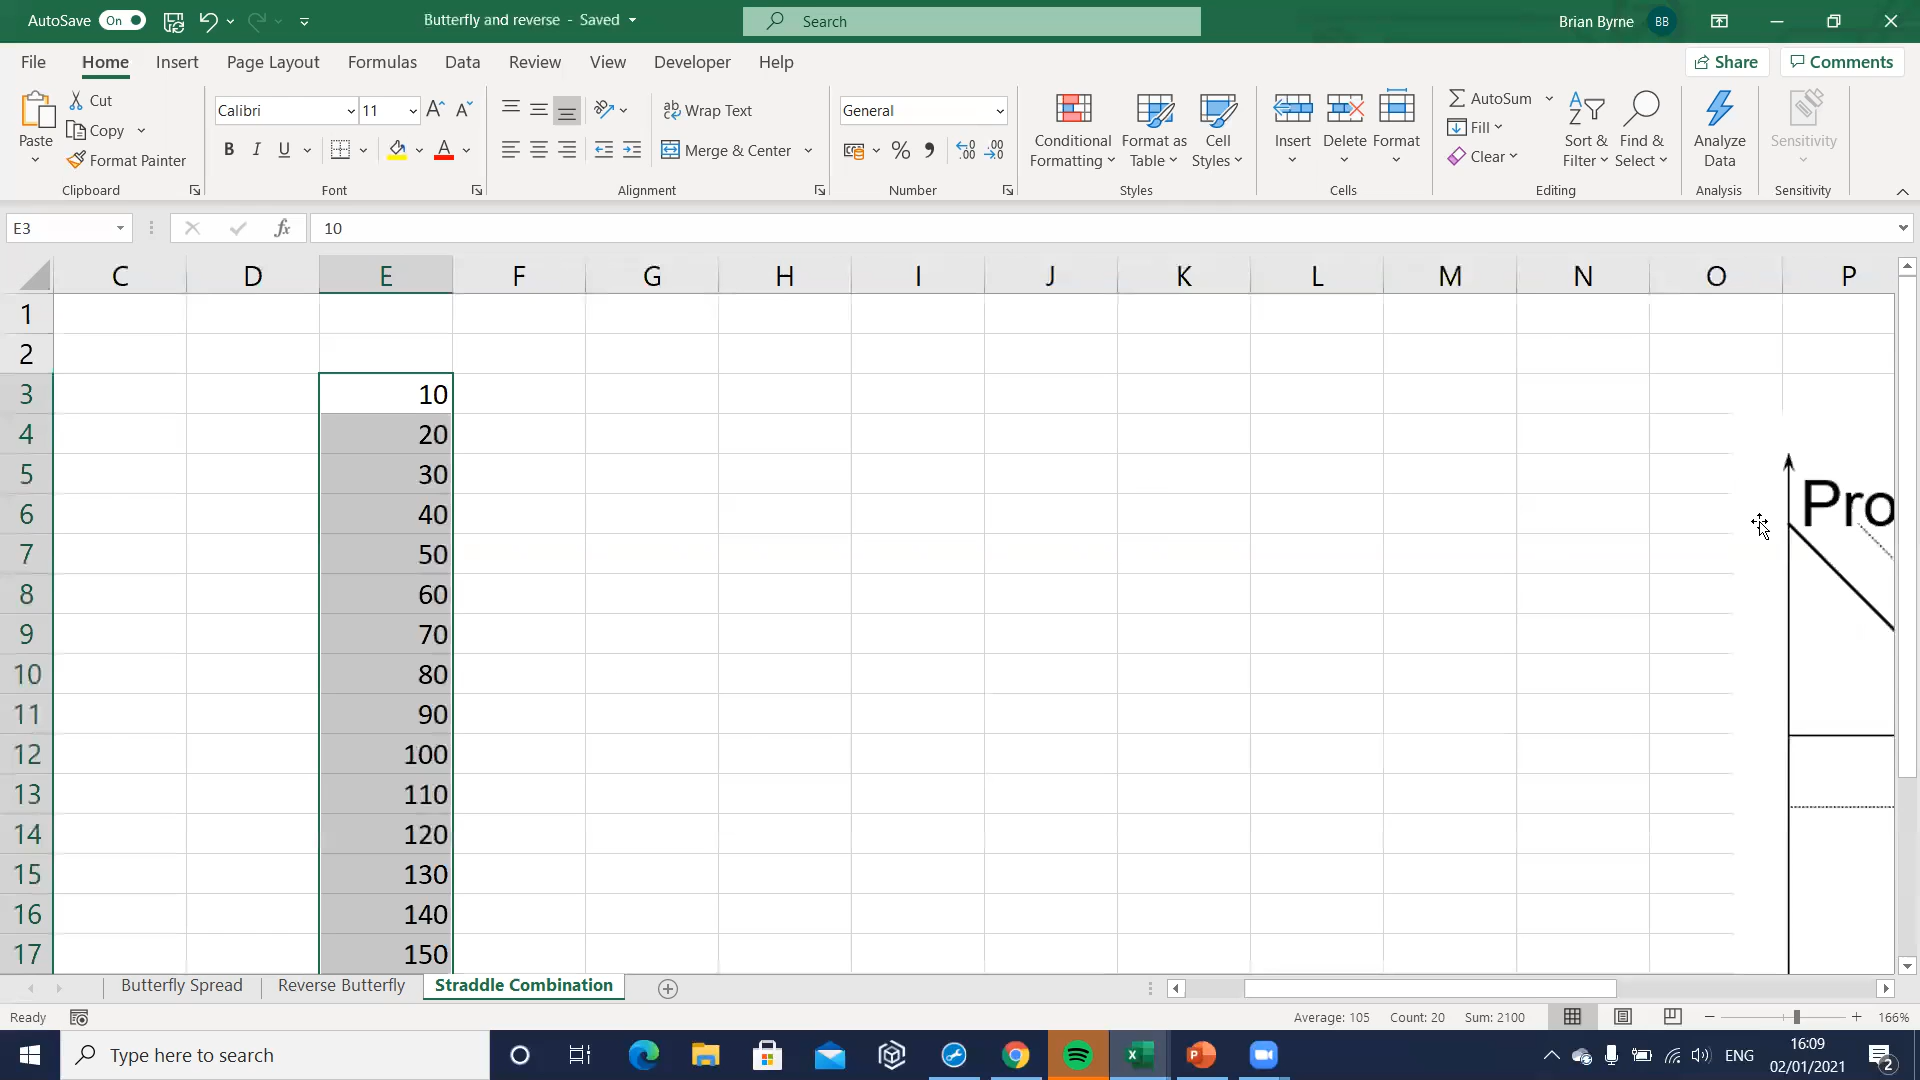 AutoSave On Butterfly and reverse - Saved Search Brian Byrne BB
File Home Insert Page Layout Formulas Data Review View Developer Help Share Comments
Paste
Cut
Copy
Format Painter
Clipboard
Calibri 11
B I U A
Font
Wrap Text
Merge & Center
Alignment
General
%
Number
Conditional Formatting
Format as Table
Cell Styles
Styles
Insert Delete Format
Cells
AutoSum
Fill
Clear
Sort & Filter
Find & Select
Editing
Analyze Data
Analysis
Sensitivity
Sensitivity
E3 fx 10
C D E F G H I J K L M N O P
1
2
3 10
4 20
5 30
6 40
7 50
8 60
9 70
10 80
11 90
12 100
13 110
14 120
15 130
16 140
17 150
Pro
Butterfly Spread Reverse Butterfly Straddle Combination
Ready Average: 105 Count: 20 Sum: 2100 166%
Type here to search ENG 16:09
02/01/2021 2